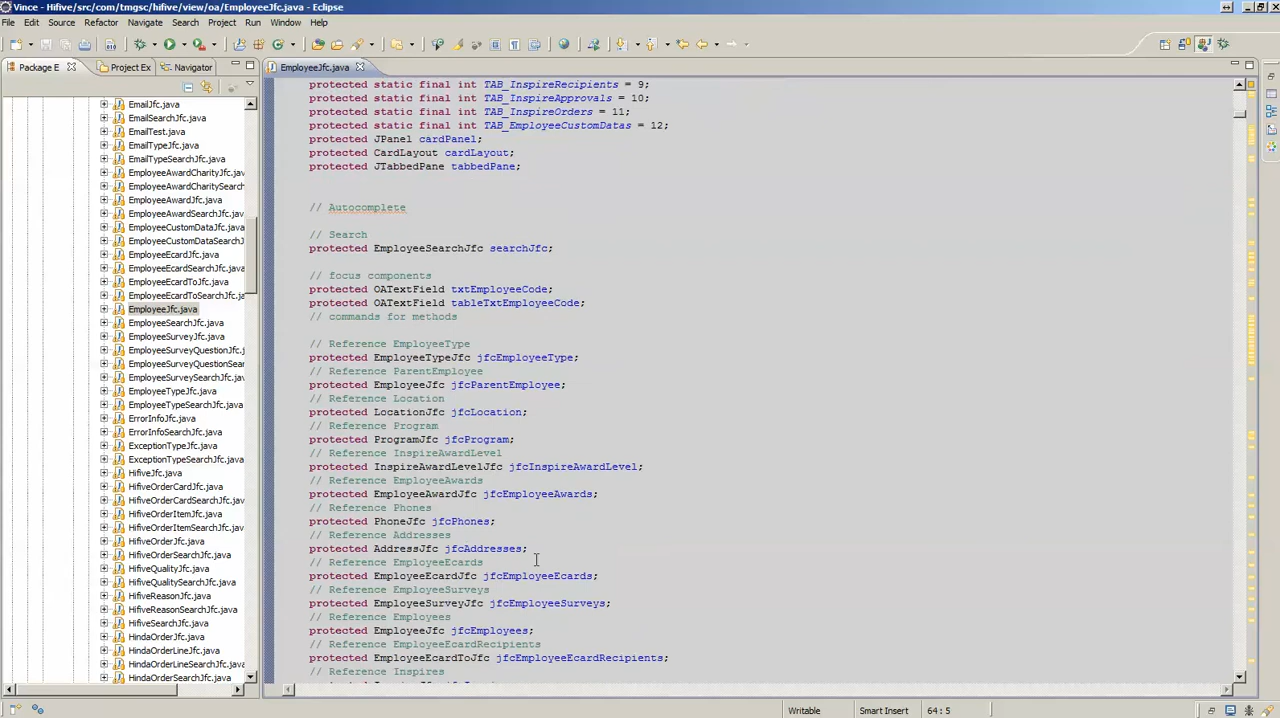 Vince - Hifive/src/com/tmgsc/hifive/view/oa/EmployeeJfc.java - Eclipse
File Edit Source Refactor Navigate Search Project Run Window Help
Package E Project Ex Navigator
EmployeeJfc.java
EmailJfc.java
EmailSearchJfc.java
EmailTest.java
EmailTypeJfc.java
EmailTypeSearchJfc.java
EmployeeAwardCharityJfc.java
EmployeeAwardCharitySearch
EmployeeAwardJfc.java
EmployeeAwardSearchJfc.java
EmployeeCustomDataJfc.java
EmployeeCustomDataSearchJ
EmployeeEcardJfc.java
EmployeeEcardSearchJfc.java
EmployeeEcardToJfc.java
EmployeeEcardToSearchJfc.ja
EmployeeJfc.java
EmployeeSearchJfc.java
EmployeeSurveyJfc.java
EmployeeSurveyQuestionJfc.j
EmployeeSurveyQuestionSear
EmployeeSurveySearchJfc.java
EmployeeTypeJfc.java
EmployeeTypeSearchJfc.java
ErrorInfoJfc.java
ErrorInfoSearchJfc.java
ExceptionTypeJfc.java
ExceptionTypeSearchJfc.java
HifiveJfc.java
HifiveOrderCardJfc.java
HifiveOrderCardSearchJfc.java
HifiveOrderItemJfc.java
HifiveOrderItemSearchJfc.java
HifiveOrderJfc.java
HifiveOrderSearchJfc.java
HifiveQualityJfc.java
HifiveQualitySearchJfc.java
HifiveReasonJfc.java
HifiveReasonSearchJfc.java
HifiveSearchJfc.java
HindaOrderJfc.java
HindaOrderLineJfc.java
HindaOrderLineSearchJfc.java
HindaOrderSearchJfc.java
protected static final int TAB_InspireRecipients = 9;
protected static final int TAB_InspireApprovals = 10;
protected static final int TAB_InspireOrders = 11;
protected static final int TAB_EmployeeCustomDatas = 12;
protected JPanel cardPanel;
protected CardLayout cardLayout;
protected JTabbedPane tabbedPane;
// Autocomplete
// Search
protected EmployeeSearchJfc searchJfc;
// focus components
protected OATextField txtEmployeeCode;
protected OATextField tableTxtEmployeeCode;
// commands for methods
// Reference EmployeeType
protected EmployeeTypeJfc jfcEmployeeType;
// Reference ParentEmployee
protected EmployeeJfc jfcParentEmployee;
// Reference Location
protected LocationJfc jfcLocation;
// Reference Program
protected ProgramJfc jfcProgram;
// Reference InspireAwardLevel
protected InspireAwardLevelJfc jfcInspireAwardLevel;
// Reference EmployeeAwards
protected EmployeeAwardJfc jfcEmployeeAwards;
// Reference Phones
protected PhoneJfc jfcPhones;
// Reference Addresses
protected AddressJfc jfcAddresses;
// Reference EmployeeEcards
protected EmployeeEcardJfc jfcEmployeeEcards;
// Reference EmployeeSurveys
protected EmployeeSurveyJfc jfcEmployeeSurveys;
// Reference Employees
protected EmployeeJfc jfcEmployees;
// Reference EmployeeEcardRecipients
protected EmployeeEcardToJfc jfcEmployeeEcardRecipients;
// Reference Inspires
Writable Smart Insert 64 : 5